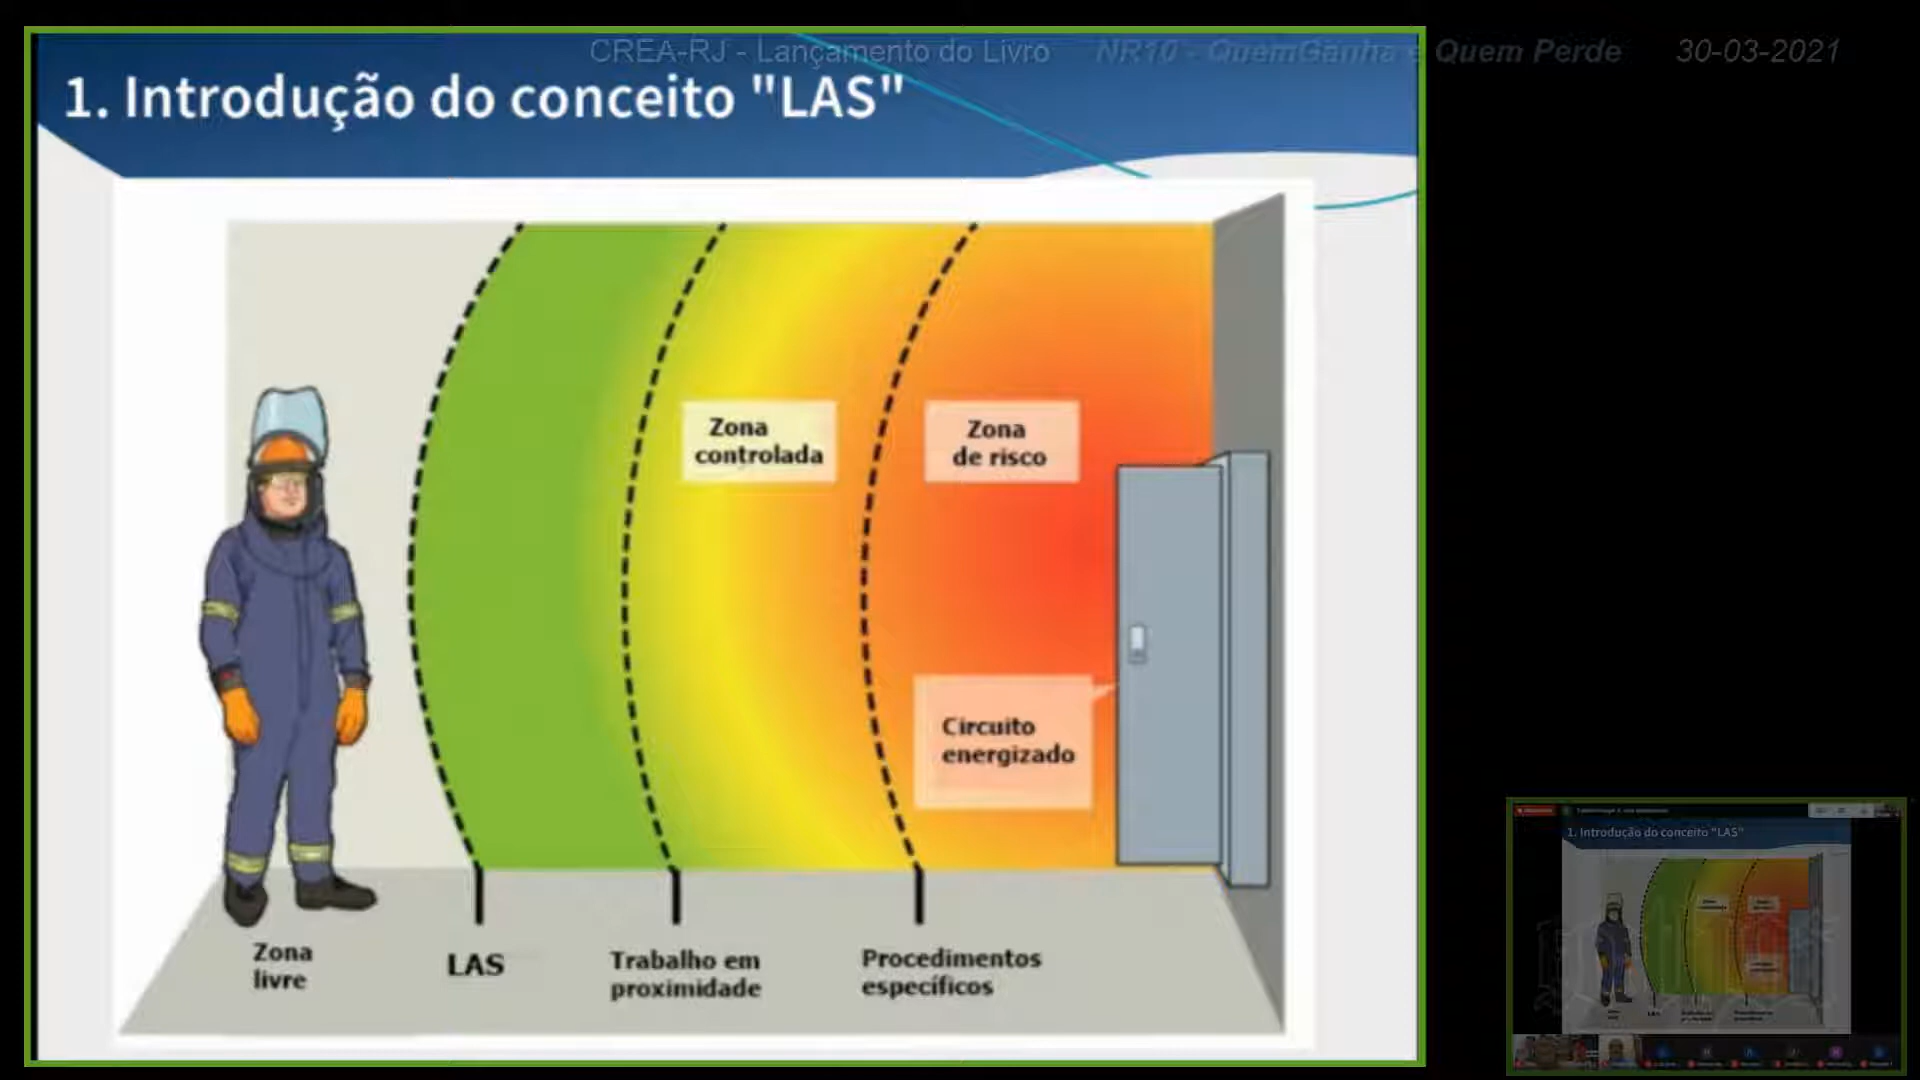 CREA-RJ - Lançamento do Livro NR10 - QuemGanha e Quem Perde 30-03-2021
1. Introdução do conceito "LAS"
Zona
controlada
Zona
de risco
Circuito
energizado
Zona
livre
LAS
Trabalho em
proximidade
Procedimentos
específicos
1. Introdução do conceito "LAS"